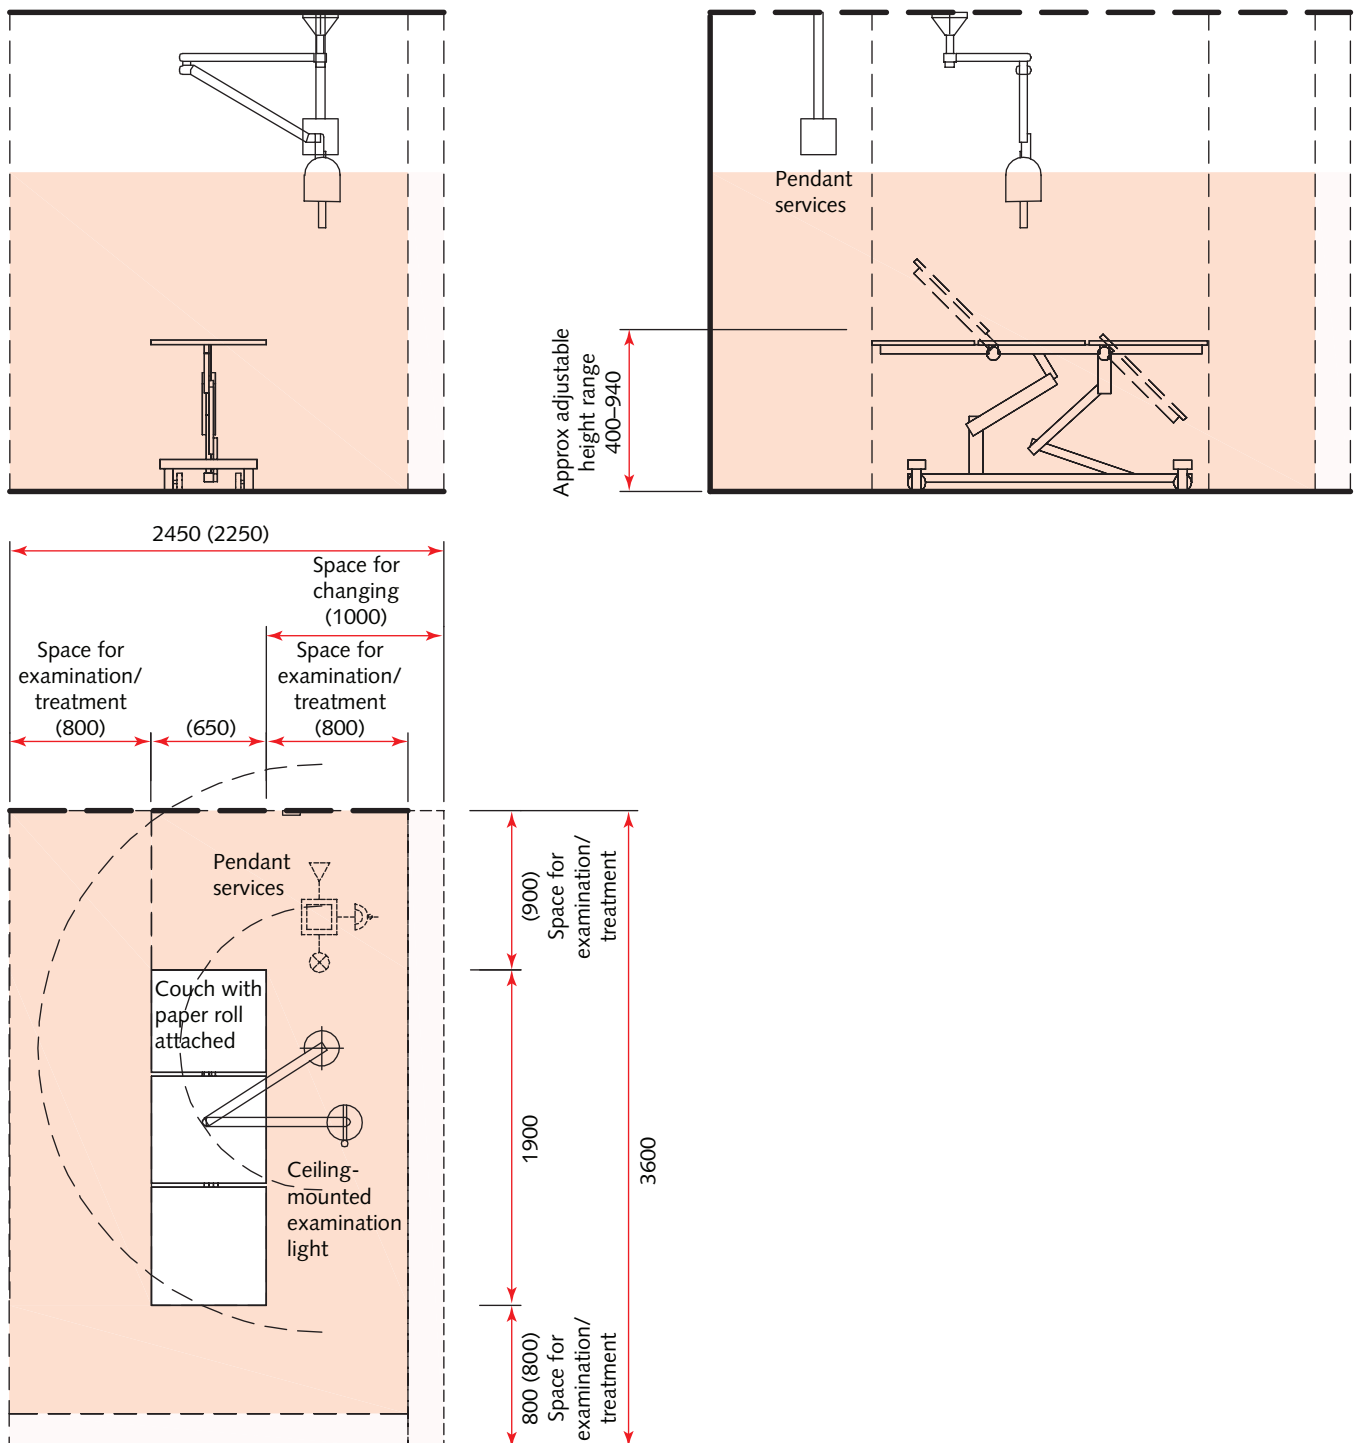 Pendant
services
Approx adjustable
height range
400–940
2450 (2250)
Space for
changing
(1000)
Space for
examination/
treatment
(800)
(650)
Space for
examination/
treatment
(800)
Pendant
services
Couch with
paper roll
attached
Ceiling-
mounted
examination
light
(900)
Space for
examination/
treatment
1900
3600
800 (800)
Space for
examination/
treatment